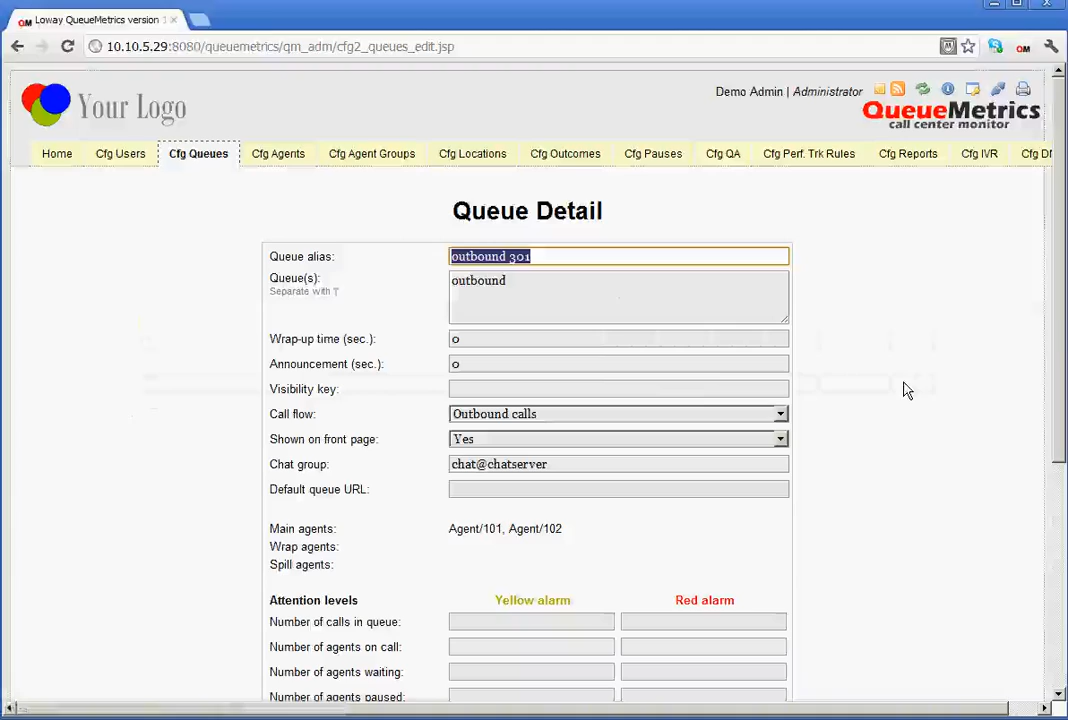 Loway QueueMetrics version 1
10.10.5.29:8080/queuemetrics/qm_adm/cfg2_queues_edit.jsp
Your Logo
Demo Admin | Administrator
QueueMetrics
call center monitor
Home Cfg Users Cfg Queues Cfg Agents Cfg Agent Groups Cfg Locations Cfg Outcomes Cfg Pauses Cfg QA Cfg Perf. Trk Rules Cfg Reports Cfg IVR Cfg DN
Queue Detail
Queue alias: outbound 301
Queue(s): outbound
Separate with '|'
Wrap-up time (sec.): 0
Announcement (sec.): 0
Visibility key:
Call flow: Outbound calls
Shown on front page: Yes
Chat group: chat@chatserver
Default queue URL:
Main agents: Agent/101, Agent/102
Wrap agents:
Spill agents:
Attention levels Yellow alarm Red alarm
Number of calls in queue:
Number of agents on call:
Number of agents waiting:
Number of agents paused: